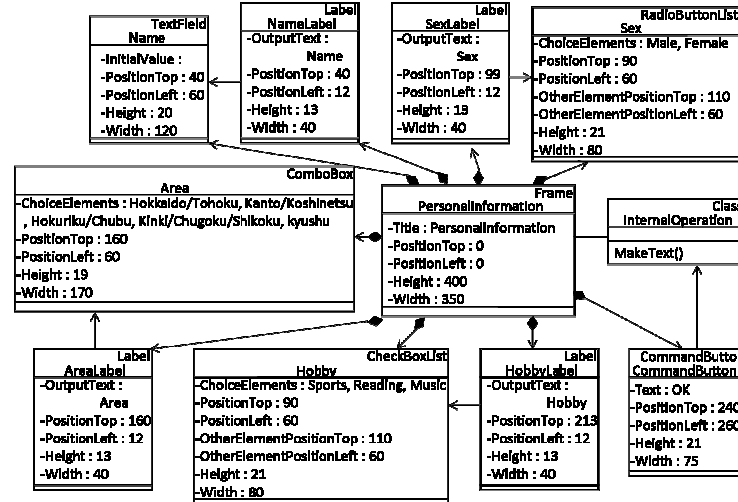 TextField
Name
-InitialValue :
-PositionTop : 40
-PositionLeft : 60
-Height : 20
-Width : 120
Label
NameLabel
-OutputText :
Name
-PositionTop : 40
-PositionLeft : 12
-Height : 13
-Width : 40
Label
SexLabel
-OutputText :
Sex
-PositionTop : 99
-PositionLeft : 12
-Height : 13
-Width : 40
RadioButtonList
Sex
-ChoiceElements : Male, Female
-PositionTop : 90
-PositionLeft : 60
-OtherElementPositionTop : 110
-OtherElementPositionLeft : 60
-Height : 21
-Width : 80
ComboBox
Area
-ChoiceElements : Hokkaido/Tohoku, Kanto/Koshinetsu
, Hokuriku/Chubu, Kinki/Chugoku/Shikoku, kyushu
-PositionTop : 160
-PositionLeft : 60
-Height : 19
-Width : 170
Frame
PersonalInformation
-Title : PersonalInformation
-PositionTop : 0
-PositionLeft : 0
-Height : 400
-Width : 350
Clas
InternalOperation
MakeText()
Label
AreaLabel
-OutputText :
Area
-PositionTop : 160
-PositionLeft : 12
-Height : 13
-Width : 40
CheckBoxList
Hobby
-ChoiceElements : Sports, Reading, Music
-PositionTop : 90
-PositionLeft : 60
-OtherElementPositionTop : 110
-OtherElementPositionLeft : 60
-Height : 21
-Width : 80
Label
HobbyLabel
-OutputText :
Hobby
-PositionTop : 213
-PositionLeft : 12
-Height : 13
-Width : 40
CommandButto
CommandButton
-Text : OK
-PositionTop : 240
-PositionLeft : 260
-Height : 21
-Width : 75